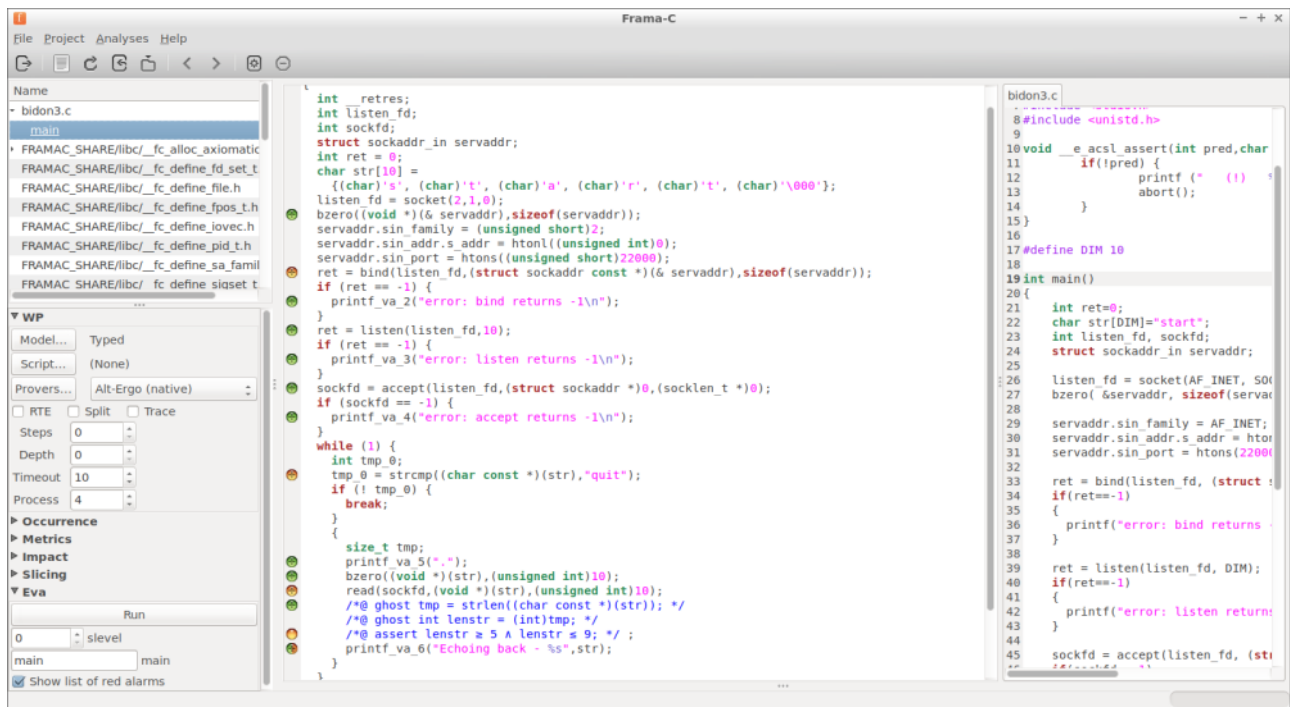 Frama-C
File Project Analyses Help
Name
bidon3.c
main
FRAMAC_SHARE/libc/__fc_alloc_axiomatic
FRAMAC_SHARE/libc/__fc_define_fd_set_t
FRAMAC_SHARE/libc/__fc_define_file.h
FRAMAC_SHARE/libc/__fc_define_fpos_t.h
FRAMAC_SHARE/libc/__fc_define_iovec.h
FRAMAC_SHARE/libc/__fc_define_pid_t.h
FRAMAC_SHARE/libc/__fc_define_sa_famil
FRAMAC_SHARE/libc/__fc_define_sigset_t
WP
Model... Typed
Script... (None)
Provers... Alt-Ergo (native)
RTE Split Trace
Steps 0
Depth 0
Timeout 10
Process 4
Occurrence
Metrics
Impact
Slicing
Eva
Run
0 slevel
main main
Show list of red alarms
{
int __retres;
int listen_fd;
int sockfd;
struct sockaddr_in servaddr;
int ret = 0;
char str[10] =
{(char)'s', (char)'t', (char)'a', (char)'r', (char)'t', (char)'\000'};
listen_fd = socket(2,1,0);
bzero((void *)(& servaddr),sizeof(servaddr));
servaddr.sin_family = (unsigned short)2;
servaddr.sin_addr.s_addr = htonl((unsigned int)0);
servaddr.sin_port = htons((unsigned short)22000);
ret = bind(listen_fd,(struct sockaddr const *)(& servaddr),sizeof(servaddr));
if (ret == -1) {
printf_va_2("error: bind returns -1\n");
}
ret = listen(listen_fd,10);
if (ret == -1) {
printf_va_3("error: listen returns -1\n");
}
sockfd = accept(listen_fd,(struct sockaddr *)0,(socklen_t *)0);
if (sockfd == -1) {
printf_va_4("error: accept returns -1\n");
}
while (1) {
int tmp_0;
tmp_0 = strcmp((char const *)(str),"quit");
if (! tmp_0) {
break;
}
{
size_t tmp;
printf_va_5(".");
bzero((void *)(str),(unsigned int)10);
read(sockfd,(void *)(str),(unsigned int)10);
/*@ ghost tmp = strlen((char const *)(str)); */
/*@ ghost int lenstr = (int)tmp; */
/*@ assert lenstr ≥ 5 ∧ lenstr ≤ 9; */ ;
printf_va_6("Echoing back - %s",str);
}
}
bidon3.c
8 #include <unistd.h>
9
10 void __e_acsl_assert(int pred,char
11 if(!pred) {
12 printf (" (!)
13 abort();
14 }
15 }
16
17 #define DIM 10
18
19 int main()
20 {
21 int ret=0;
22 char str[DIM]="start";
23 int listen_fd, sockfd;
24 struct sockaddr_in servaddr;
25
26 listen_fd = socket(AF_INET, SOC
27 bzero( &servaddr, sizeof(servad
28
29 servaddr.sin_family = AF_INET;
30 servaddr.sin_addr.s_addr = hton
31 servaddr.sin_port = htons(22000
32
33 ret = bind(listen_fd, (struct s
34 if(ret==-1)
35 {
36 printf("error: bind returns -
37 }
38
39 ret = listen(listen_fd, DIM);
40 if(ret==-1)
41 {
42 printf("error: listen returns
43 }
44
45 sockfd = accept(listen_fd, (str